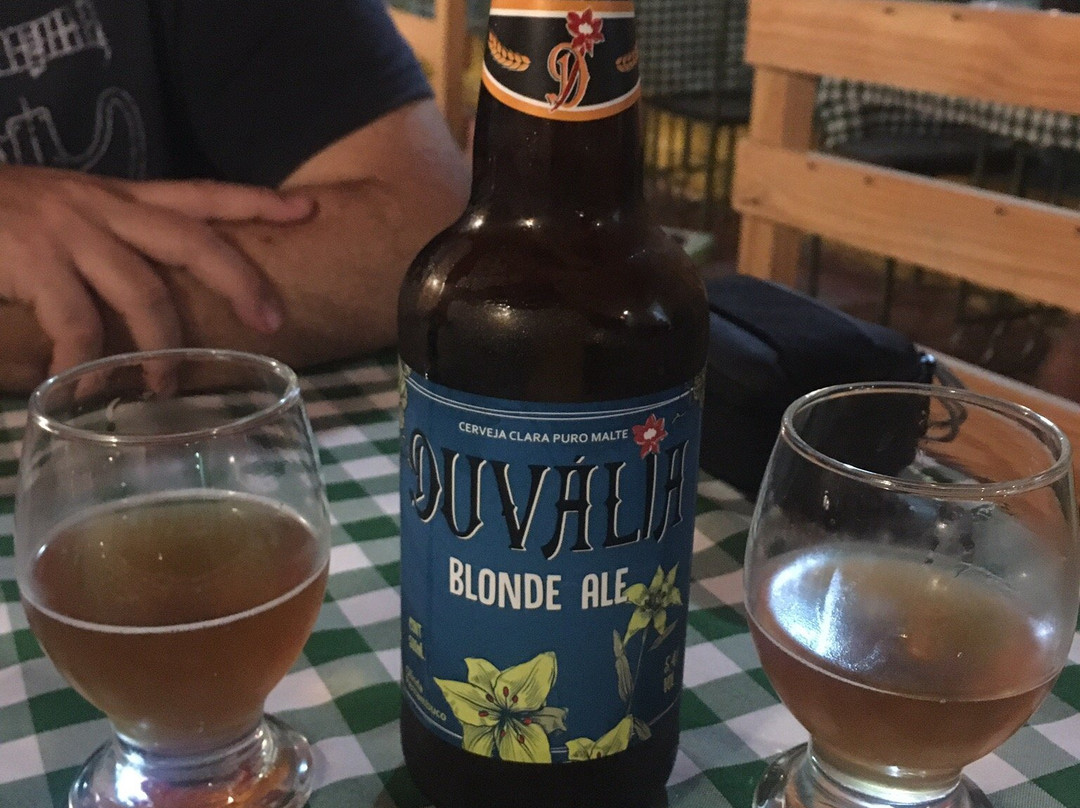 D
CERVEJA CLARA PURO MALTE
DUVÁLIA
BLONDE ALE